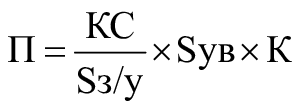 П = КС / Sз/у × Sув × К